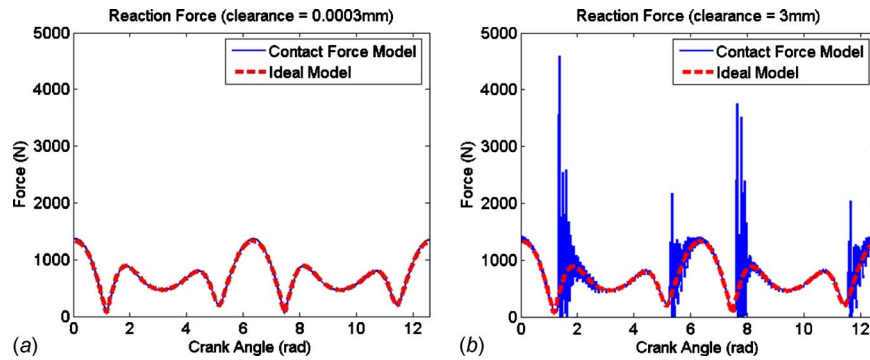 Reaction Force (clearance = 0.0003mm)
5000
4000
3000
2000
1000
0
Force (N)
Contact Force Model
Ideal Model
0 2 4 6 8 10 12
Crank Angle (rad)
(a)
Reaction Force (clearance = 3mm)
5000
4000
3000
2000
1000
0
Force (N)
Contact Force Model
Ideal Model
0 2 4 6 8 10 12
Crank Angle (rad)
(b)